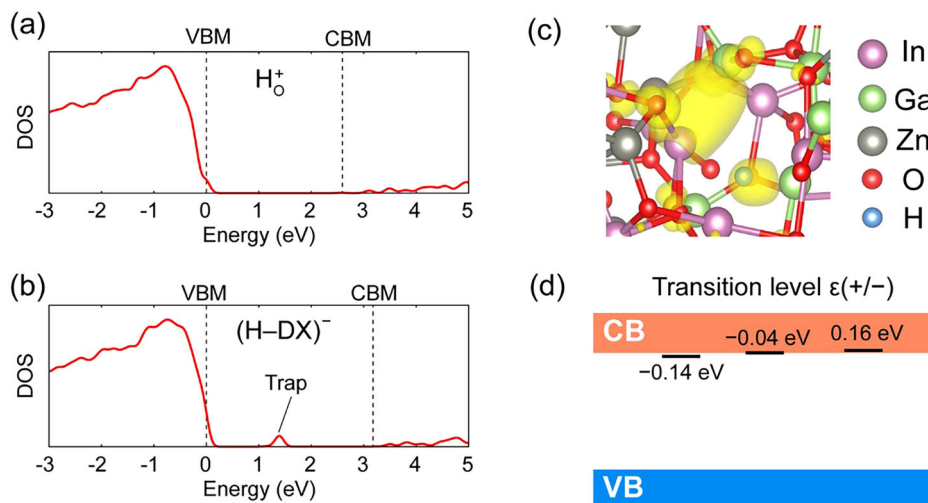 (a)
VBM
CBM
H₀⁺
DOS
-3 -2 -1 0 1 2 3 4 5
Energy (eV)
(b)
VBM
CBM
(H–DX)⁻
Trap
DOS
-3 -2 -1 0 1 2 3 4 5
Energy (eV)
(c)
In
Ga
Zn
O
H
(d)
Transition level ε(+/−)
CB
−0.14 eV
−0.04 eV
0.16 eV
VB